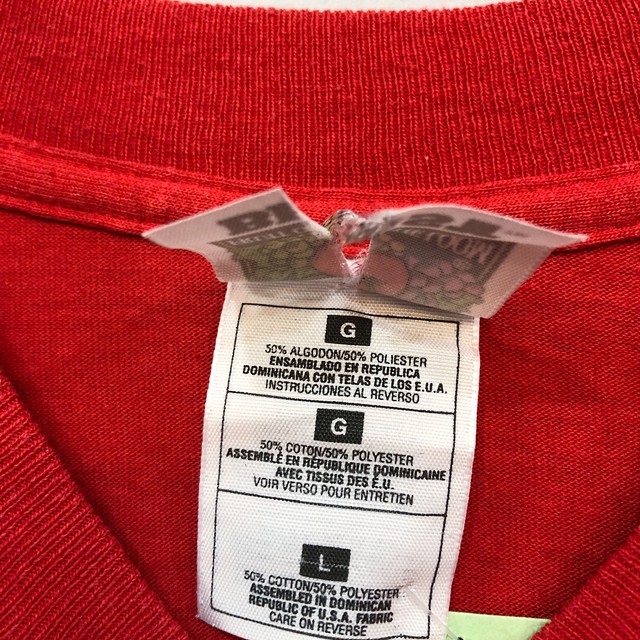 G
50% ALGODON/50% POLIESTER
ENSAMBLADO EN REPUBLICA
DOMINICANA CON TELAS DE LOS E.U.A.
INSTRUCCIONES AL REVERSO
G
50% COTON/50% POLYESTER
ASSEMBLÉ EN RÉPUBLIQUE DOMINICAINE
AVEC TISSUS DES É.U.
VOIR VERSO POUR ENTRETIEN
L
50% COTTON/50% POLYESTER
ASSEMBLED IN DOMINICAN
REPUBLIC OF U.S.A. FABRIC
CARE ON REVERSE